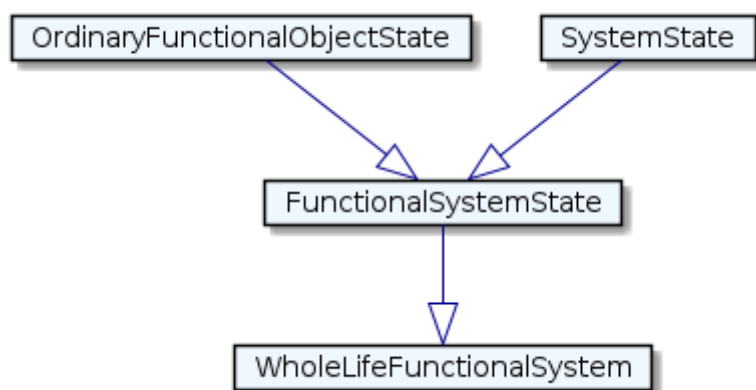 OrdinaryFunctionalObjectState
SystemState
FunctionalSystemState
WholeLifeFunctionalSystem